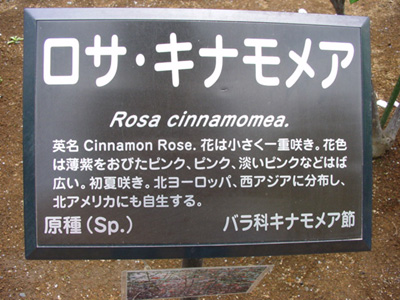 ロサ・キナモメア
Rosa cinnamomea.
英名 Cinnamon Rose. 花は小さく一重咲き。花色
は薄紫をおびたピンク、ピンク、淡いピンクなどはば
広い。初夏咲き。北ヨーロッパ、西アジアに分布し、
北アメリカにも自生する。
原種(Sp.) バラ科キナモメア節